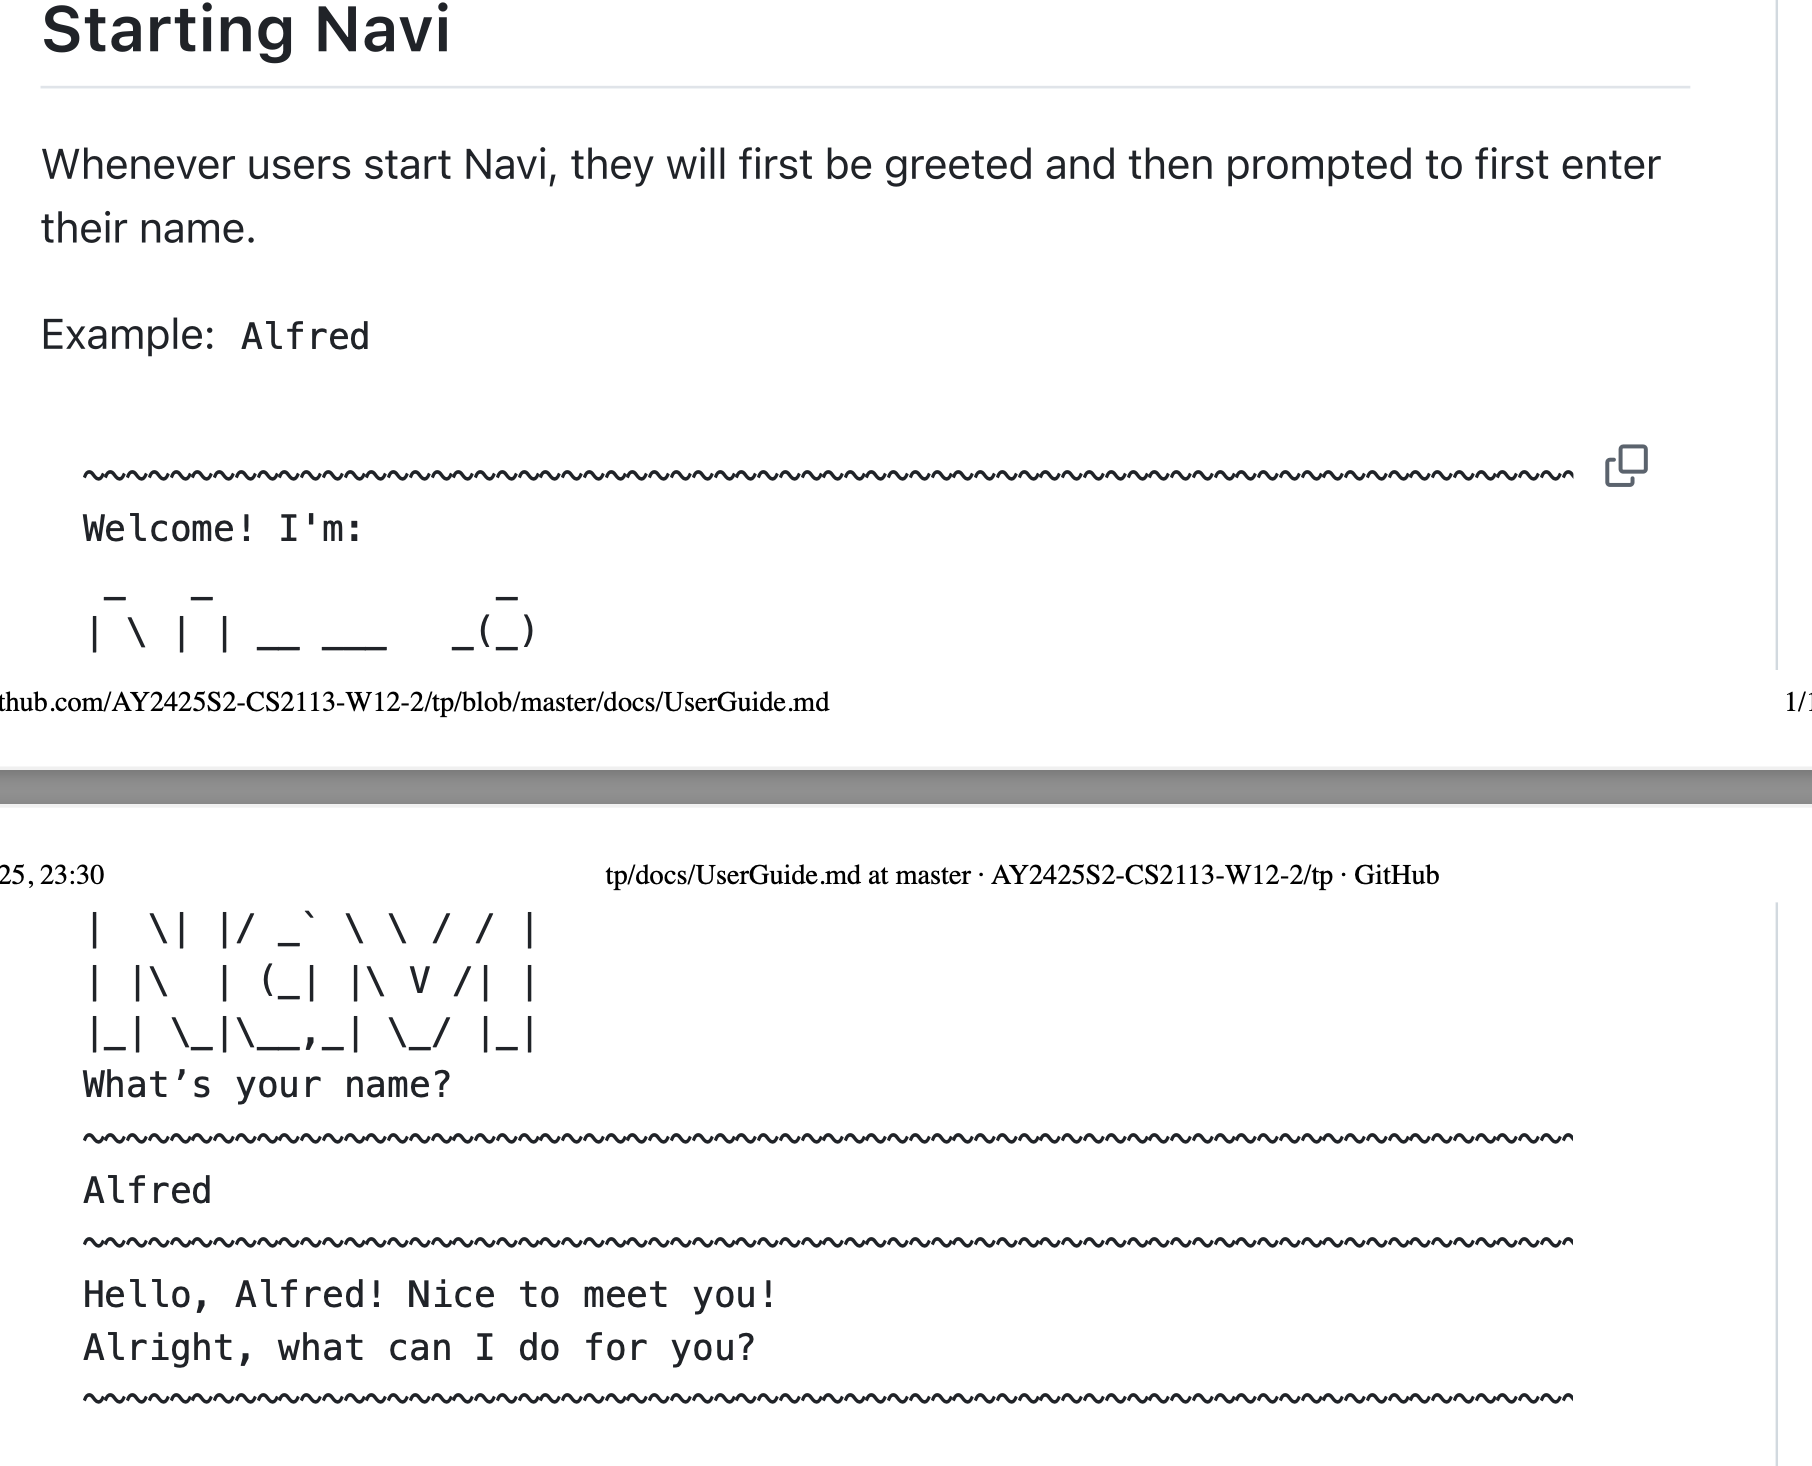 Starting Navi
Whenever users start Navi, they will first be greeted and then prompted to first enter
their name.
Example: Alfred
~~~~~~~~~~~~~~~~~~~~~~~~~~~~~~~~~~~~~~~~~~~~~~~~~~~~~~~~~~~~~~~~~~~~~
Welcome! I'm:
 _   _             _
| \ | | __ ___   _(_)
thub.com/AY2425S2-CS2113-W12-2/tp/blob/master/docs/UserGuide.md
1/1
25, 23:30
tp/docs/UserGuide.md at master · AY2425S2-CS2113-W12-2/tp · GitHub
|  \| |/ _` \ \ / / |
| |\  | (_| |\ V /| |
|_| \_|\__,_| \_/ |_|
What’s your name?
~~~~~~~~~~~~~~~~~~~~~~~~~~~~~~~~~~~~~~~~~~~~~~~~~~~~~~~~~~~~~~~~~~~~~
Alfred
~~~~~~~~~~~~~~~~~~~~~~~~~~~~~~~~~~~~~~~~~~~~~~~~~~~~~~~~~~~~~~~~~~~~~
Hello, Alfred! Nice to meet you!
Alright, what can I do for you?
~~~~~~~~~~~~~~~~~~~~~~~~~~~~~~~~~~~~~~~~~~~~~~~~~~~~~~~~~~~~~~~~~~~~~